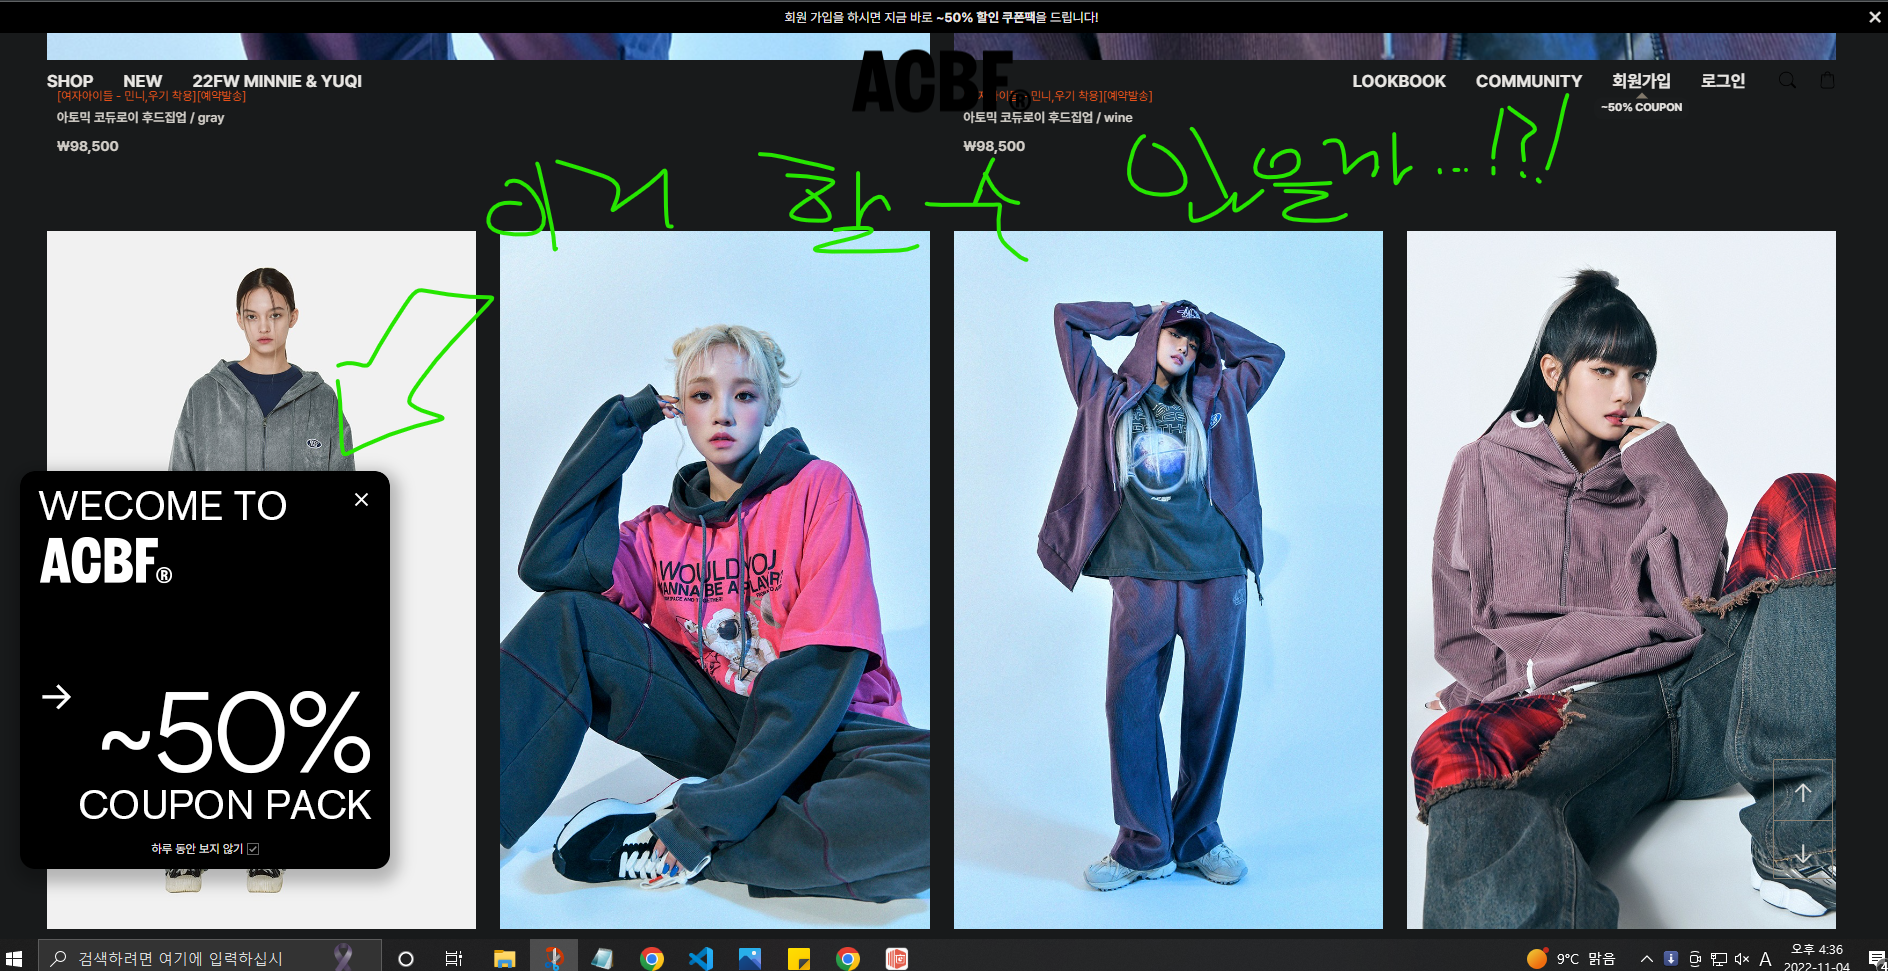 회원 가입을 하시면 지금 바로 ~50% 할인 쿠폰팩을 드립니다!
SHOP NEW 22FW MINNIE & YUQI
ACBF®
LOOKBOOK COMMUNITY 회원가입 로그인
~50% COUPON
[여자아이들 - 민니,우기 착용][예약발송]
아토믹 코듀로이 후드집업 / gray
₩98,500
민니,우기 착용][예약발송]
아토믹 코듀로이 후드집업 / wine
₩98,500
이거 할 수 있을까...!?!
WOULD YOU
WANNA BE A PLAYER
WECOME TO
ACBF®
~50%
COUPON PACK
하루 동안 보지 않기
검색하려면 여기에 입력하십시
9°C 맑음
A
오후 4:36
2022-11-04